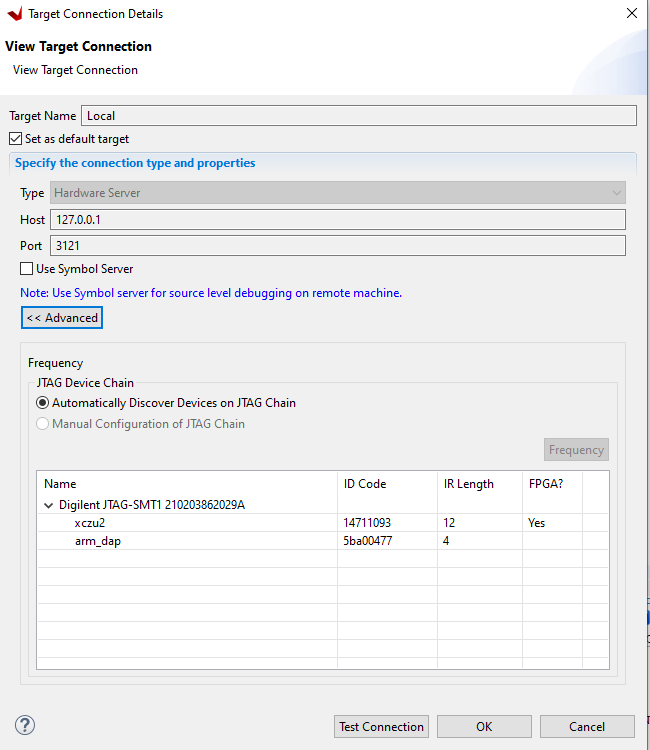 Target Connection Details
View Target Connection
View Target Connection
Target Name Local
Set as default target
Specify the connection type and properties
Type Hardware Server
Host 127.0.0.1
Port 3121
Use Symbol Server
Note: Use Symbol server for source level debugging on remote machine.
<< Advanced
Frequency
JTAG Device Chain
Automatically Discover Devices on JTAG Chain
Manual Configuration of JTAG Chain
Frequency
Name ID Code IR Length FPGA?
Digilent JTAG-SMT1 210203862029A
xczu2 14711093 12 Yes
arm_dap 5ba00477 4
? Test Connection OK Cancel